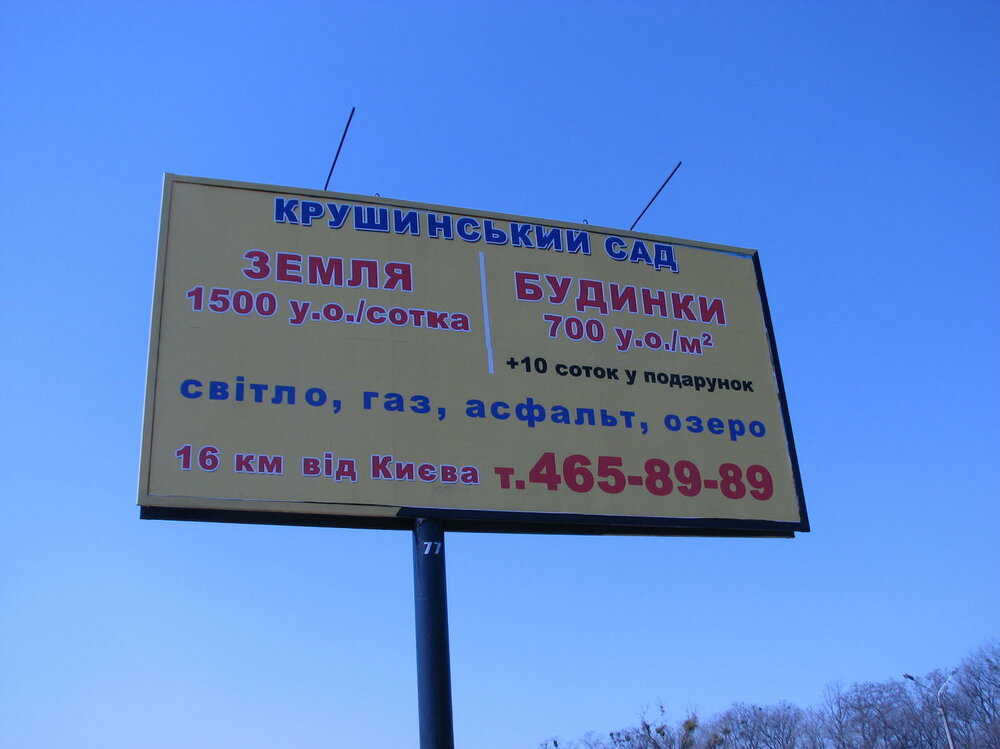 КРУШИНСЬКИЙ САД
ЗЕМЛЯ
1500 у.о./сотка
БУДИНКИ
700 у.о./м²
+10 соток у подарунок
світло, газ, асфальт, озеро
16 км від Києва т.465-89-89
77